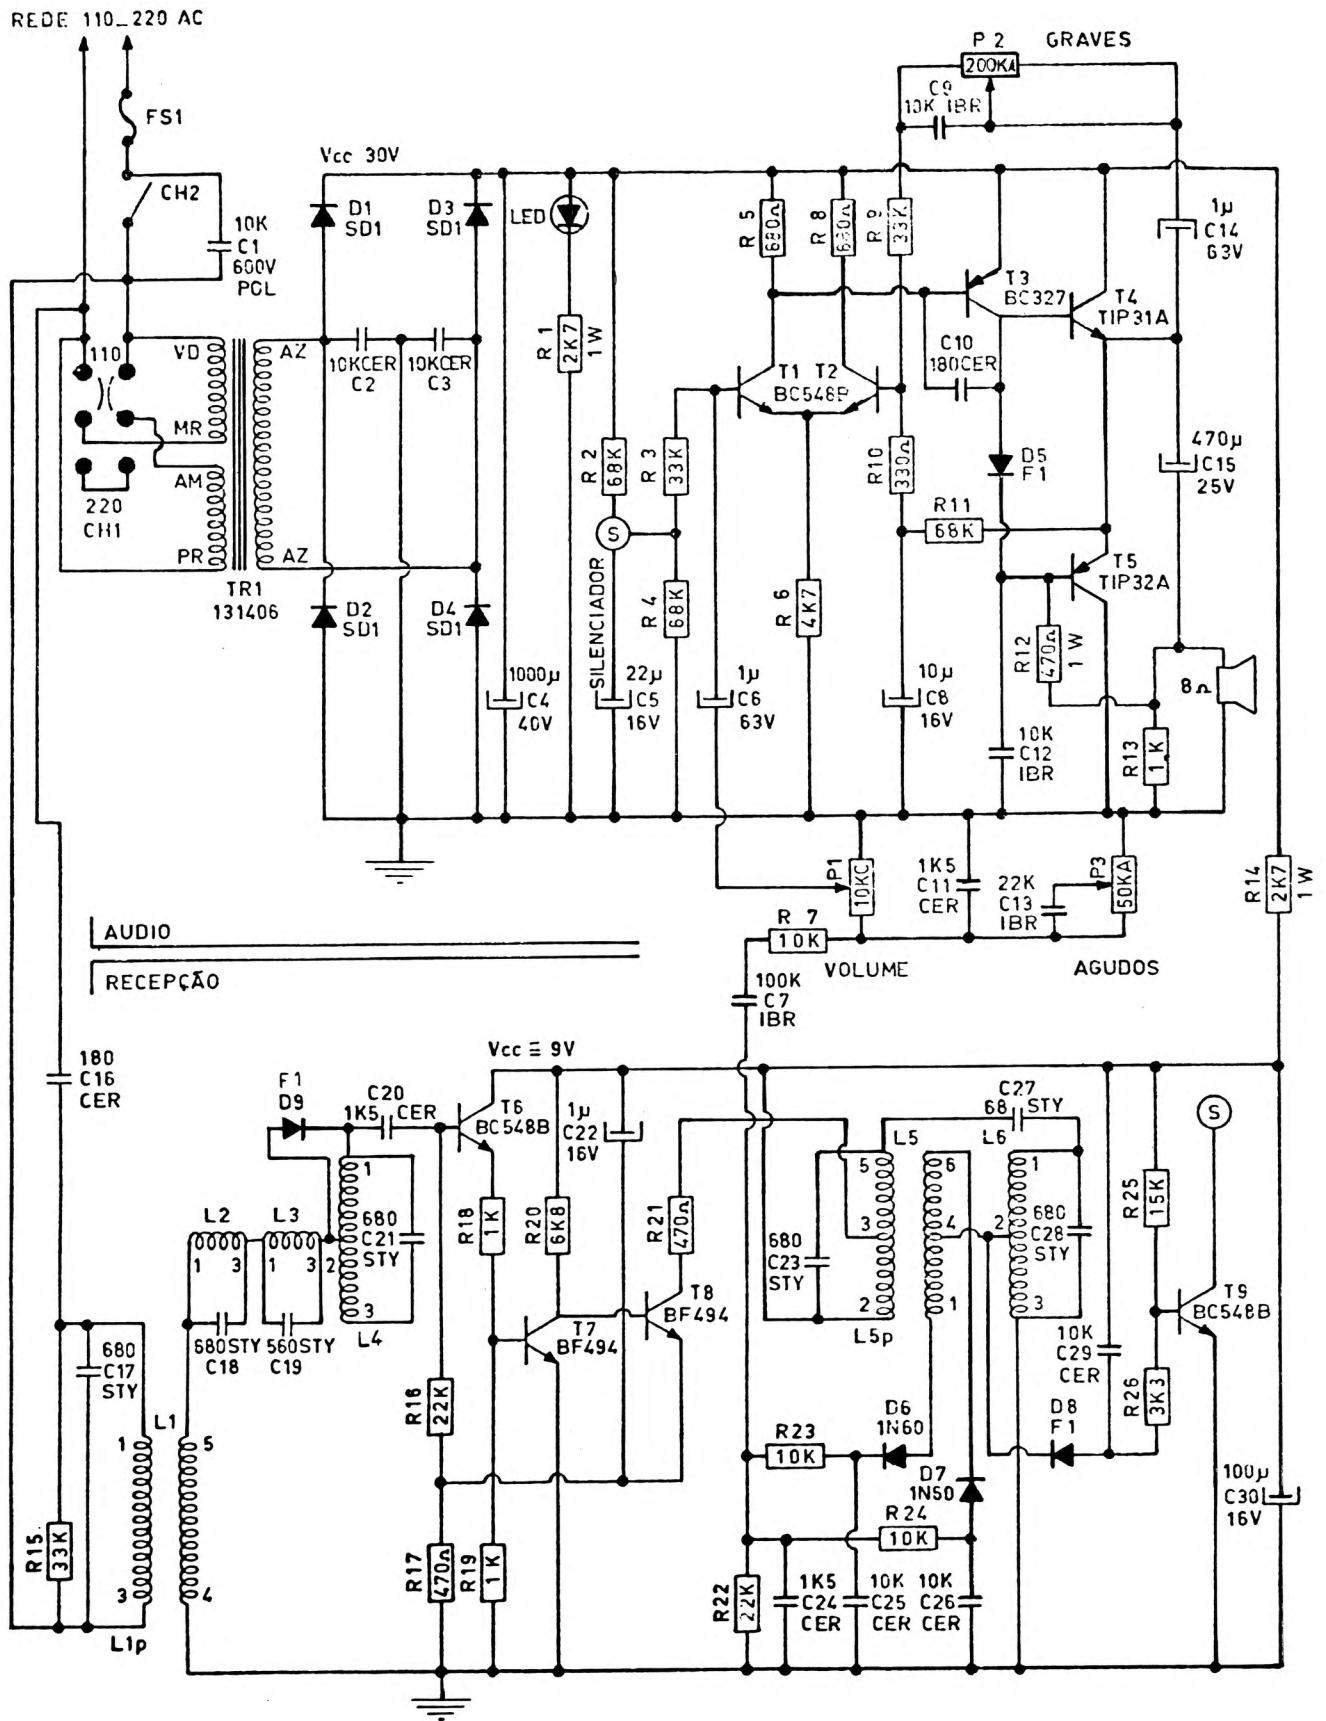 REDE 110_220 AC
FS1
CH2
10K
C1
600V
POL
Vcc 30V
D1
SD1
D3
SD1
LED
R 1
2K7
1W
P 2
GRAVES
200KA
C9
10K IBR
R 5
680Ω
R 8
680Ω
R 9
33K
1µ
C14
63V
T3
BC327
T4
TIP31A
110
VD
MR
AM
PR
220
CH1
TR1
131406
AZ
AZ
10KCER
C2
10KCER
C3
C10
180CER
T1
T2
BC548B
R 2
68K
R 3
33K
R10
330Ω
D5
F1
470µ
C15
25V
R11
68K
S
SILENCIADOR
R 4
68K
R 6
4K7
T5
TIP32A
D2
SD1
D4
SD1
R12
470Ω
1 W
8Ω
1000µ
C4
40V
22µ
C5
16V
1µ
C6
63V
10µ
C8
16V
10K
C12
IBR
R13
1K
P1
10KC
1K5
C11
CER
22K
C13
IBR
P3
50KA
R14
2K7
1W
AUDIO
RECEPÇÃO
R 7
10K
VOLUME
AGUDOS
100K
C7
IBR
180
C16
CER
Vcc ≅ 9V
F1
D9
C20
1K5
CER
T6
BC548B
1µ
C22
16V
C27
68
STY
S
L5
L6
5
3
2
6
4
1
1
2
3
L5p
680
C23
STY
680
C28
STY
R25
15K
R18
1K
R20
6K8
R21
470Ω
L2
L3
1
3
1
3
1
2
3
680
C21
STY
L4
680STY
C18
560STY
C19
T7
BF494
T8
BF494
T9
BC548B
10K
C29
CER
R26
3K3
680
C17
STY
L1
1
3
5
4
L1p
R15
33K
R16
22K
R17
470Ω
R19
1K
R23
10K
D6
1N60
D7
1N60
D8
F1
R24
10K
R22
22K
1K5
C24
CER
10K
C25
CER
10K
C26
CER
100µ
C30
16V